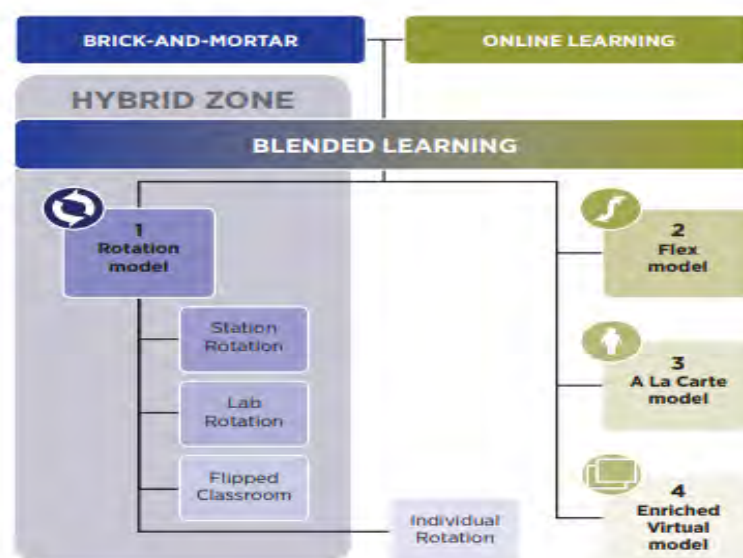 BRICK-AND-MORTAR
ONLINE LEARNING
HYBRID ZONE
BLENDED LEARNING
1
Rotation
model
Station
Rotation
Lab
Rotation
Flipped
Classroom
Individual
Rotation
2
Flex
model
3
A La Carte
model
4
Enriched
Virtual
model